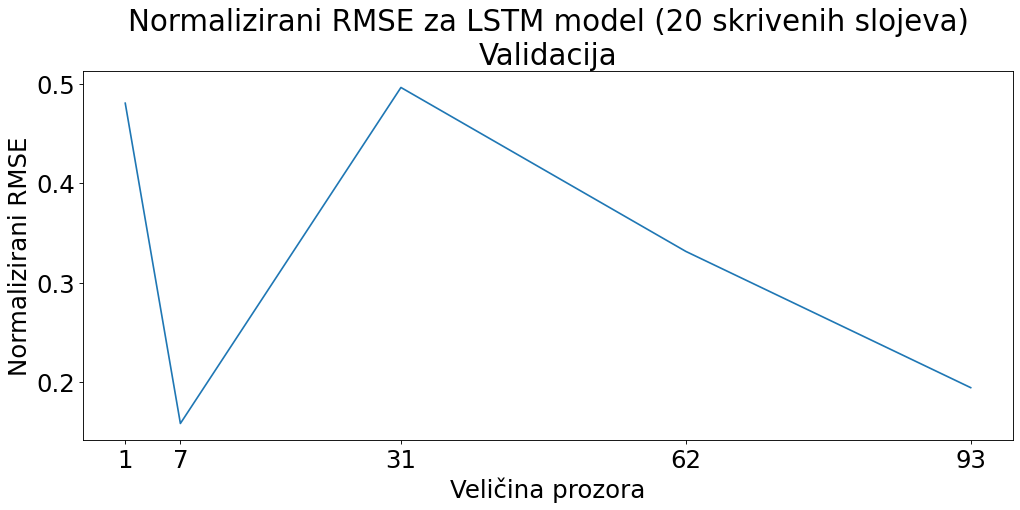 Normalizirani RMSE za LSTM model (20 skrivenih slojeva)
Validacija
Normalizirani RMSE
0.5
0.4
0.3
0.2
1 7 31 62 93
Veličina prozora